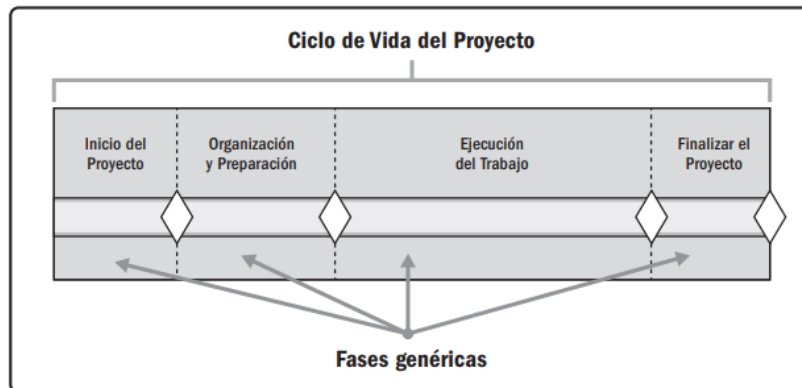 Ciclo de Vida del Proyecto
Inicio del
Proyecto
Organización
y Preparación
Ejecución
del Trabajo
Finalizar el
Proyecto
Fases genéricas